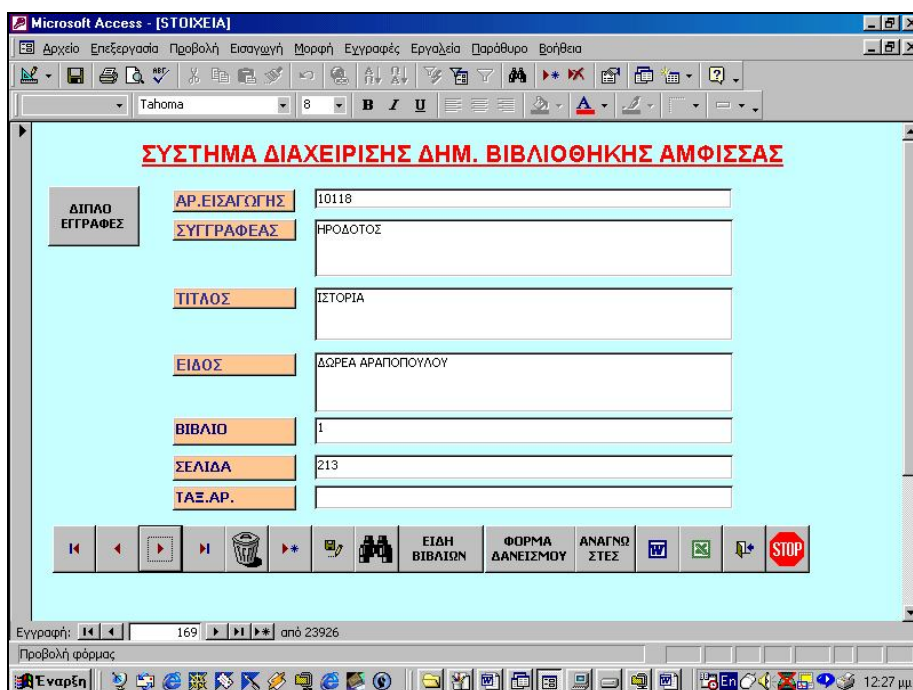 Microsoft Access - [ΣΤΟΙΧΕΙΑ]
Αρχείο Επεξεργασία Προβολή Εισαγωγή Μορφή Εγγραφές Εργαλεία Παράθυρο Βοήθεια
Tahoma 8 B I U
ΣΥΣΤΗΜΑ ΔΙΑΧΕΙΡΙΣΗΣ ΔΗΜ. ΒΙΒΛΙΟΘΗΚΗΣ ΑΜΦΙΣΣΑΣ
ΔΙΠΛΟ
ΕΓΓΡΑΦΕΣ
ΑΡ.ΕΙΣΑΓΩΓΗΣ 10118
ΣΥΓΓΡΑΦΕΑΣ ΗΡΟΔΟΤΟΣ
ΤΙΤΛΟΣ ΙΣΤΟΡΙΑ
ΕΙΔΟΣ ΔΩΡΕΑ ΑΡΑΠΟΠΟΥΛΟΥ
ΒΙΒΛΙΟ 1
ΣΕΛΙΔΑ 213
ΤΑΞ.ΑΡ.
ΕΙΔΗ
ΒΙΒΛΙΩΝ
ΦΟΡΜΑ
ΔΑΝΕΙΣΜΟΥ
ΑΝΑΓΝΩ
ΣΤΕΣ
STOP
Εγγραφή: 169 από 23926
Προβολή φόρμας
Έναρξη En 12:27 μμ